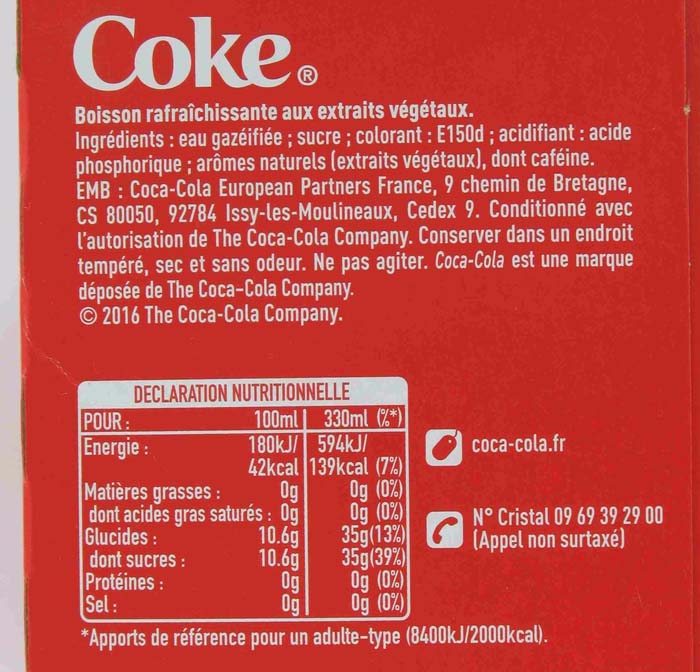 Coke®
Boisson rafraîchissante aux extraits végétaux.
Ingrédients : eau gazéifiée ; sucre ; colorant : E150d ; acidifiant : acide
phosphorique ; arômes naturels (extraits végétaux), dont caféine.
EMB : Coca-Cola European Partners France, 9 chemin de Bretagne,
CS 80050, 92784 Issy-les-Moulineaux, Cedex 9. Conditionné avec
l'autorisation de The Coca-Cola Company. Conserver dans un endroit
tempéré, sec et sans odeur. Ne pas agiter. Coca-Cola est une marque
déposée de The Coca-Cola Company.
© 2016 The Coca-Cola Company.
DECLARATION NUTRITIONNELLE
POUR : 100ml 330ml (%*)
Energie : 180kJ/ 594kJ/
42kcal 139kcal (7%)
Matières grasses : 0g 0g (0%)
dont acides gras saturés : 0g 0g (0%)
Glucides : 10.6g 35g(13%)
dont sucres : 10.6g 35g(39%)
Protéines : 0g 0g (0%)
Sel : 0g 0g (0%)
*Apports de référence pour un adulte-type (8400kJ/2000kcal).
coca-cola.fr
N° Cristal 09 69 39 29 00
(Appel non surtaxé)